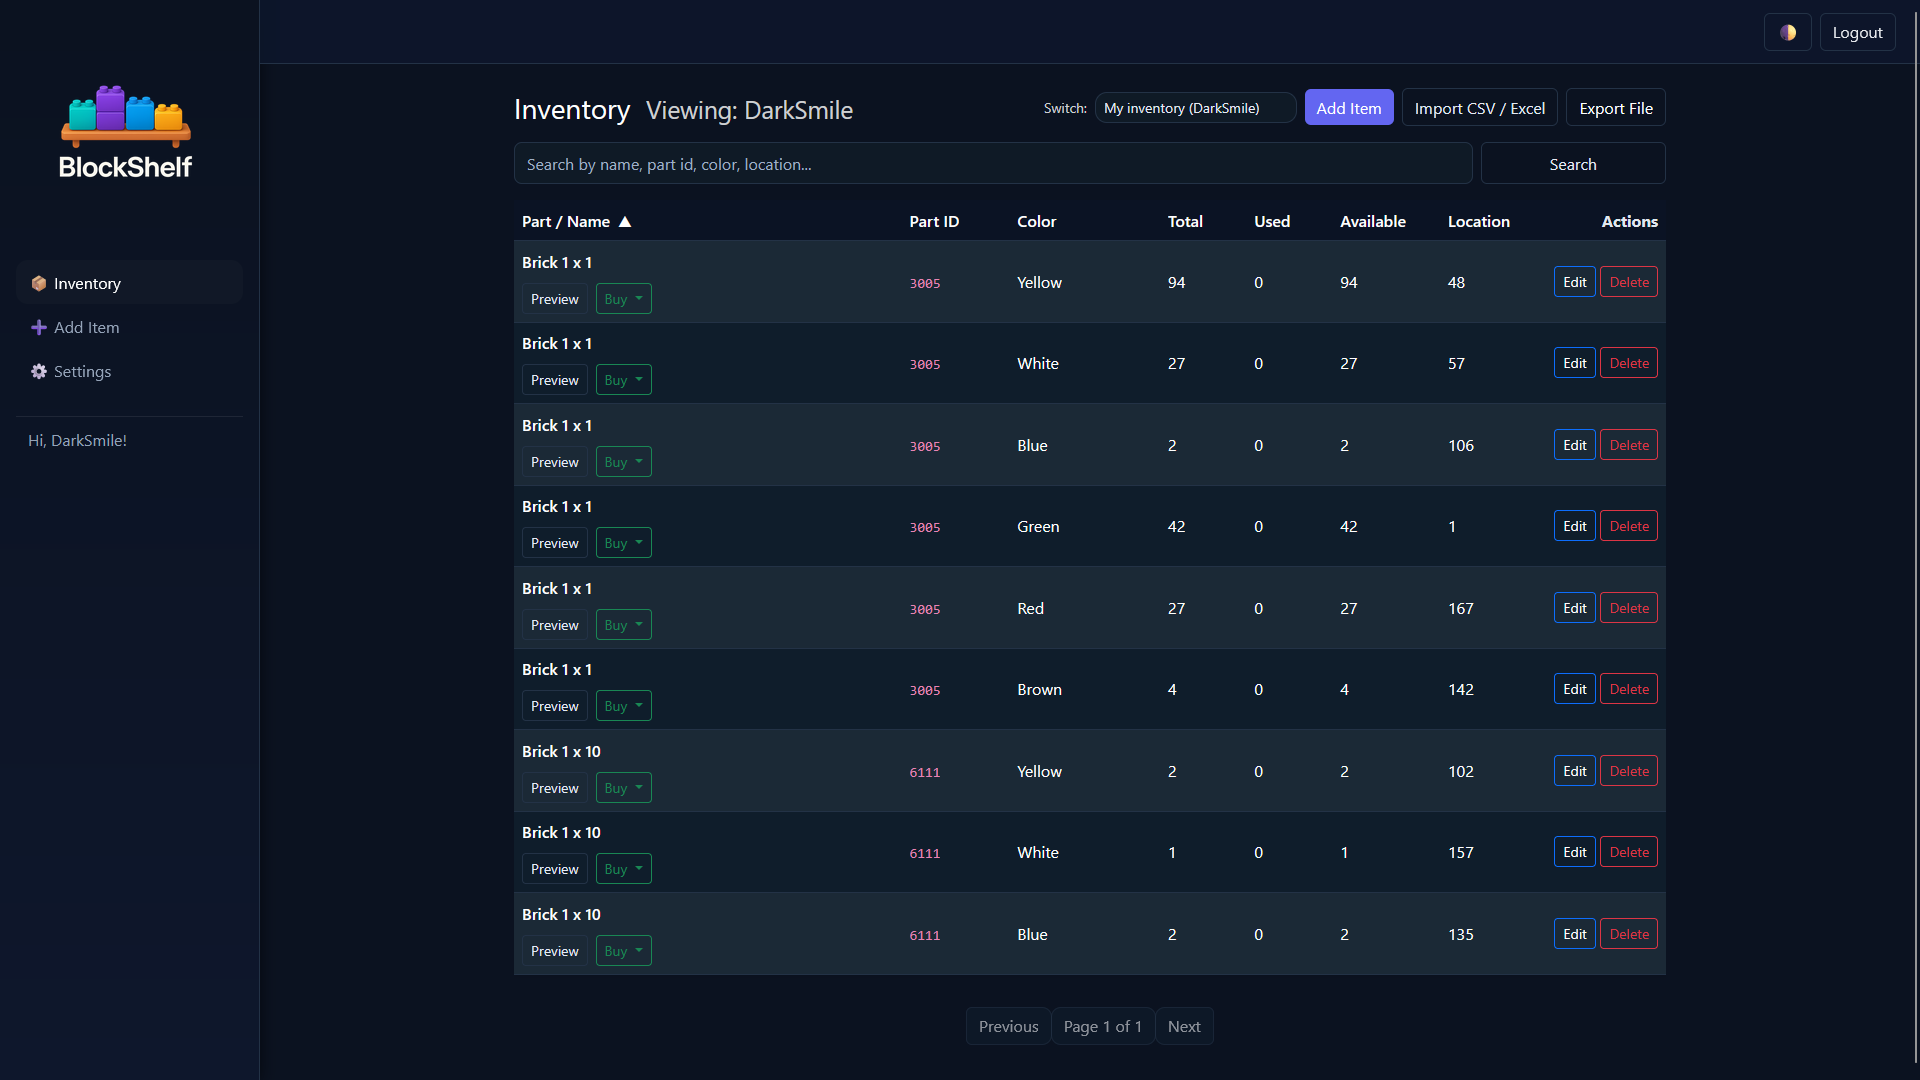 Logout
BlockShelf
Inventory
Add Item
Settings
Hi, DarkSmile!
Inventory Viewing: DarkSmile
Switch: My inventory (DarkSmile) Add Item Import CSV / Excel Export File
Search by name, part id, color, location... Search
Part / Name ▲ Part ID Color Total Used Available Location Actions
Brick 1 x 1
Preview Buy 3005 Yellow 94 0 94 48 Edit Delete
Brick 1 x 1
Preview Buy 3005 White 27 0 27 57 Edit Delete
Brick 1 x 1
Preview Buy 3005 Blue 2 0 2 106 Edit Delete
Brick 1 x 1
Preview Buy 3005 Green 42 0 42 1 Edit Delete
Brick 1 x 1
Preview Buy 3005 Red 27 0 27 167 Edit Delete
Brick 1 x 1
Preview Buy 3005 Brown 4 0 4 142 Edit Delete
Brick 1 x 10
Preview Buy 6111 Yellow 2 0 2 102 Edit Delete
Brick 1 x 10
Preview Buy 6111 White 1 0 1 157 Edit Delete
Brick 1 x 10
Preview Buy 6111 Blue 2 0 2 135 Edit Delete
Previous Page 1 of 1 Next